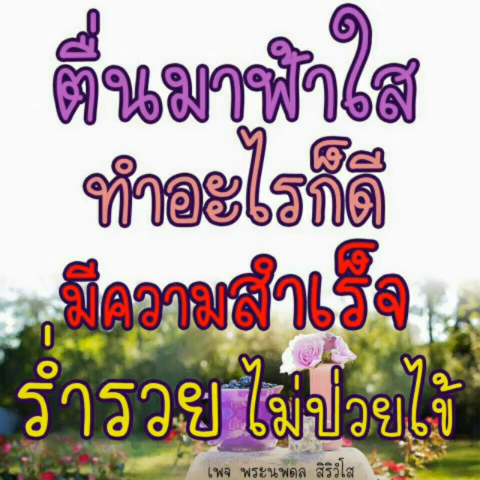 ตื่นมาฟ้าใส
ทำอะไรก็ดี
มีความสำเร็จ
ร่ำรวย ไม่ป่วยไข้
เพจ พระนพดล สิริวํโส